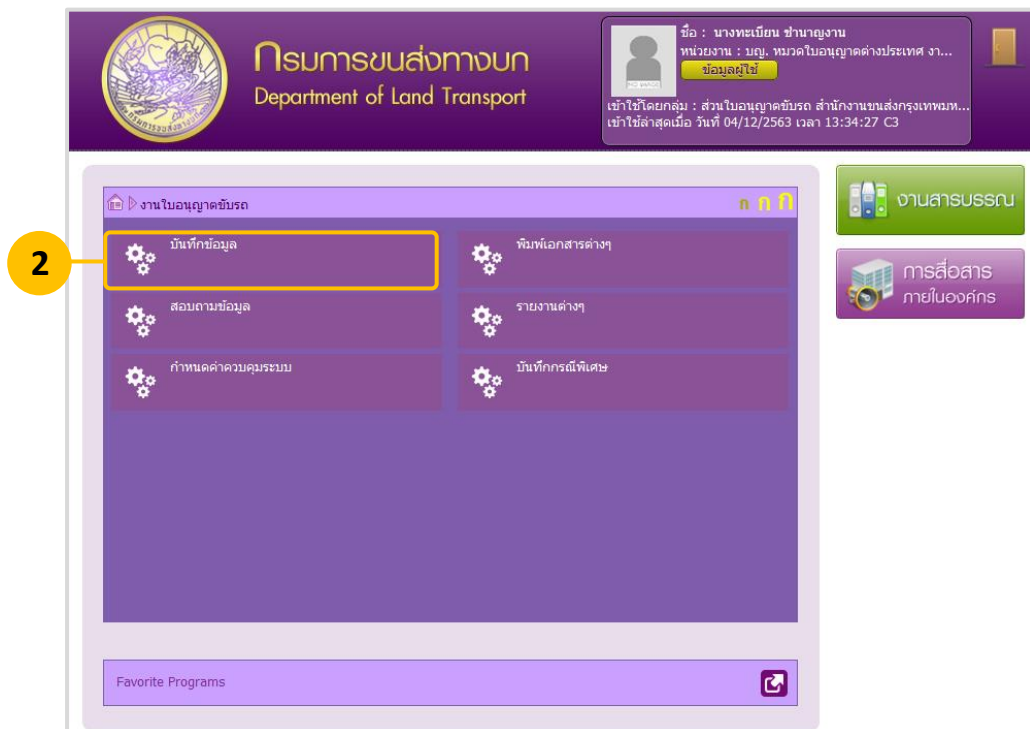 กรมการขนส่งทางบก
Department of Land Transport
ชื่อ : นางทะเบียน ชำนาญงาน
หน่วยงาน : บญ. หมวดใบอนุญาตต่างประเทศ งา...
ข้อมูลผู้ใช้
เข้าใช้โดยกลุ่ม : ส่วนใบอนุญาตขับรถ สำนักงานขนส่งกรุงเทพมห...
เข้าใช้ล่าสุดเมื่อ วันที่ 04/12/2563 เวลา 13:34:27 C3
งานใบอนุญาตขับรถ
ก ก ก
งานสารบรรณ
2
บันทึกข้อมูล
พิมพ์เอกสารต่างๆ
การสื่อสาร
ภายในองค์กร
สอบถามข้อมูล
รายงานต่างๆ
กำหนดค่าควบคุมระบบ
บันทึกกรณีพิเศษ
Favorite Programs